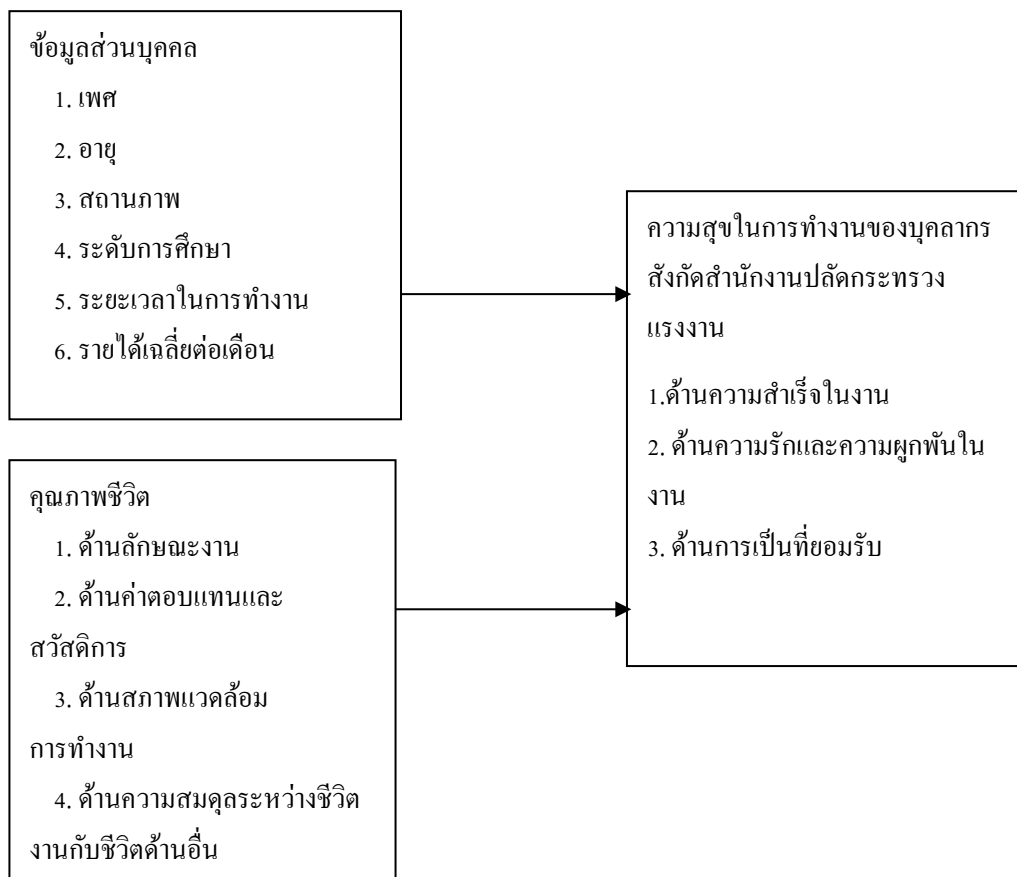 ข้อมูลส่วนบุคคล
1. เพศ
2. อายุ
3. สถานภาพ
4. ระดับการศึกษา
5. ระยะเวลาในการทำงาน
6. รายได้เฉลี่ยต่อเดือน
คุณภาพชีวิต
1. ด้านลักษณะงาน
2. ด้านค่าตอบแทนและ
สวัสดิการ
3. ด้านสภาพแวดล้อม
การทำงาน
4. ด้านความสมดุลระหว่างชีวิต
งานกับชีวิตด้านอื่น
ความสุขในการทำงานของบุคลากร
สังกัดสำนักงานปลัดกระทรวง
แรงงาน
1.ด้านความสำเร็จในงาน
2. ด้านความรักและความผูกพันใน
งาน
3. ด้านการเป็นที่ยอมรับ